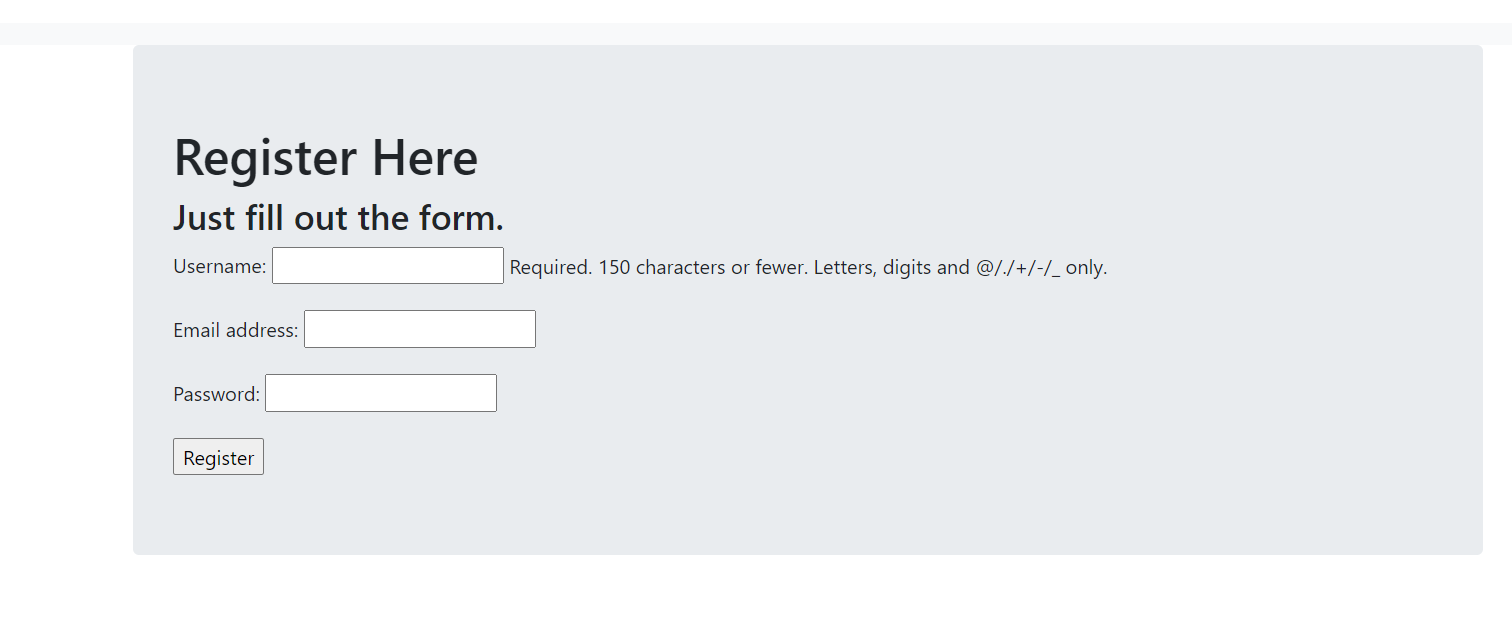 Register Here
Just fill out the form.
Username: Required. 150 characters or fewer. Letters, digits and @/./+/-/_ only.
Email address:
Password:
Register